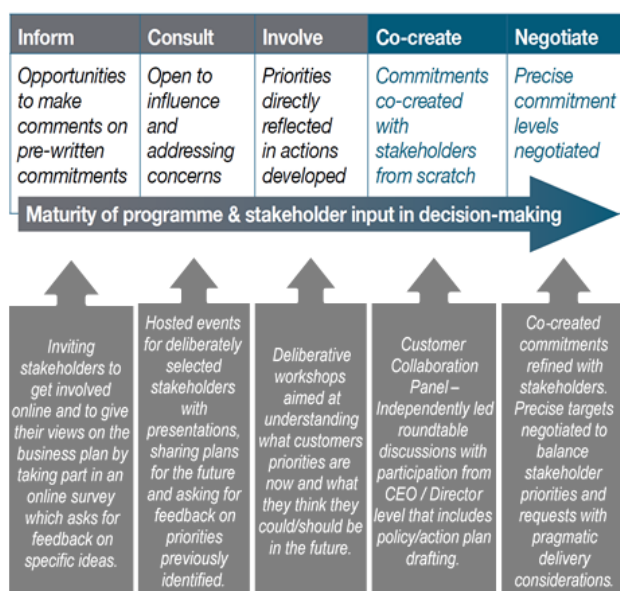 Inform
Consult
Involve
Co-create
Negotiate
Opportunities
to make
comments on
pre-written
commitments
Open to
influence
and
addressing
concerns
Priorities
directly
reflected
in actions
developed
Commitments
co-created
with
stakeholders
from scratch
Precise
commitment
levels
negotiated
Maturity of programme & stakeholder input in decision-making
Inviting
stakeholders to
get involved
online and to give
their views on the
business plan by
taking part in an
online survey
which asks for
feedback on
specific ideas.
Hosted events
for deliberately
selected
stakeholders
with
presentations,
sharing plans
for the future
and asking for
feedback on
priorities
previously
identified.
Deliberative
workshops
aimed at
understanding
what customers
priorities are
now and what
they think they
could/should be
in the future.
Customer
Collaboration
Panel –
Independently led
roundtable
discussions with
participation from
CEO / Director
level that includes
policy/action plan
drafting.
Co-created
commitments
refined with
stakeholders.
Precise targets
negotiated to
balance
stakeholder
priorities and
requests with
pragmatic
delivery
considerations.